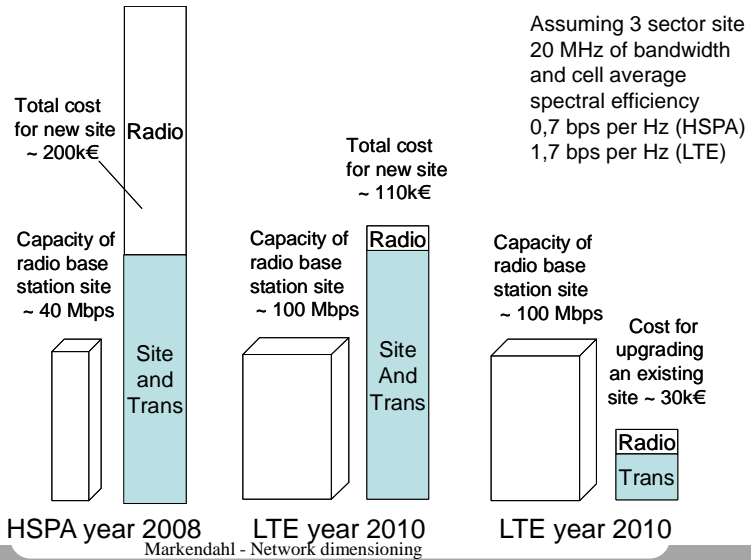 Assuming 3 sector site
20 MHz of bandwidth
and cell average
spectral efficiency
0,7 bps per Hz (HSPA)
1,7 bps per Hz (LTE)
Total cost
for new site
~ 200k€
Radio
Capacity of
radio base
station site
~ 40 Mbps
Site
and
Trans
HSPA year 2008
Total cost
for new site
~ 110k€
Radio
Capacity of
radio base
station site
~ 100 Mbps
Site
And
Trans
LTE year 2010
Capacity of
radio base
station site
~ 100 Mbps
Cost for
upgrading
an existing
site ~ 30k€
Radio
Trans
LTE year 2010
Markendahl - Network dimensioning